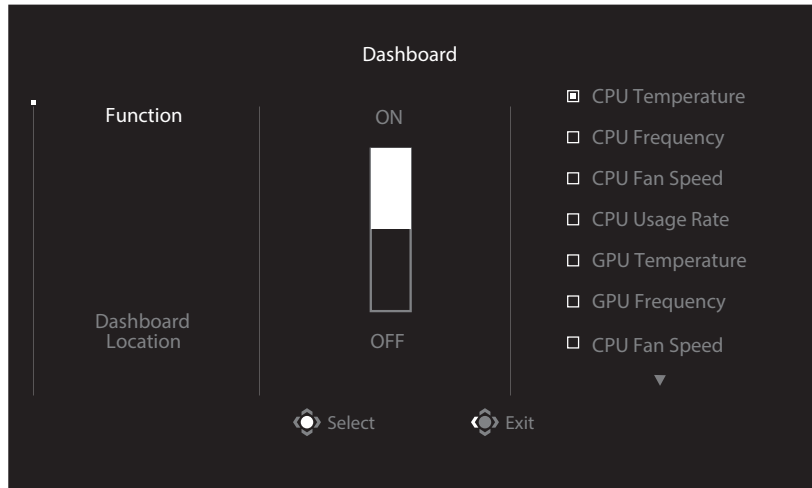 Dashboard
Function
Dashboard
Location
ON
OFF
CPU Temperature
CPU Frequency
CPU Fan Speed
CPU Usage Rate
GPU Temperature
GPU Frequency
CPU Fan Speed
Select
Exit